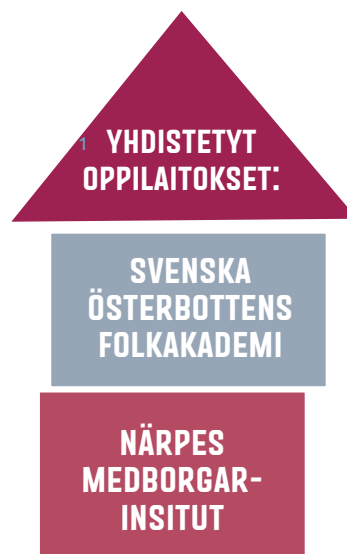 1 YHDISTETYT
OPPILAITOKSET:
SVENSKA
ÖSTERBOTTENS
FOLKAKADEMI
NÄRPES
MEDBORGAR-
INSITUT